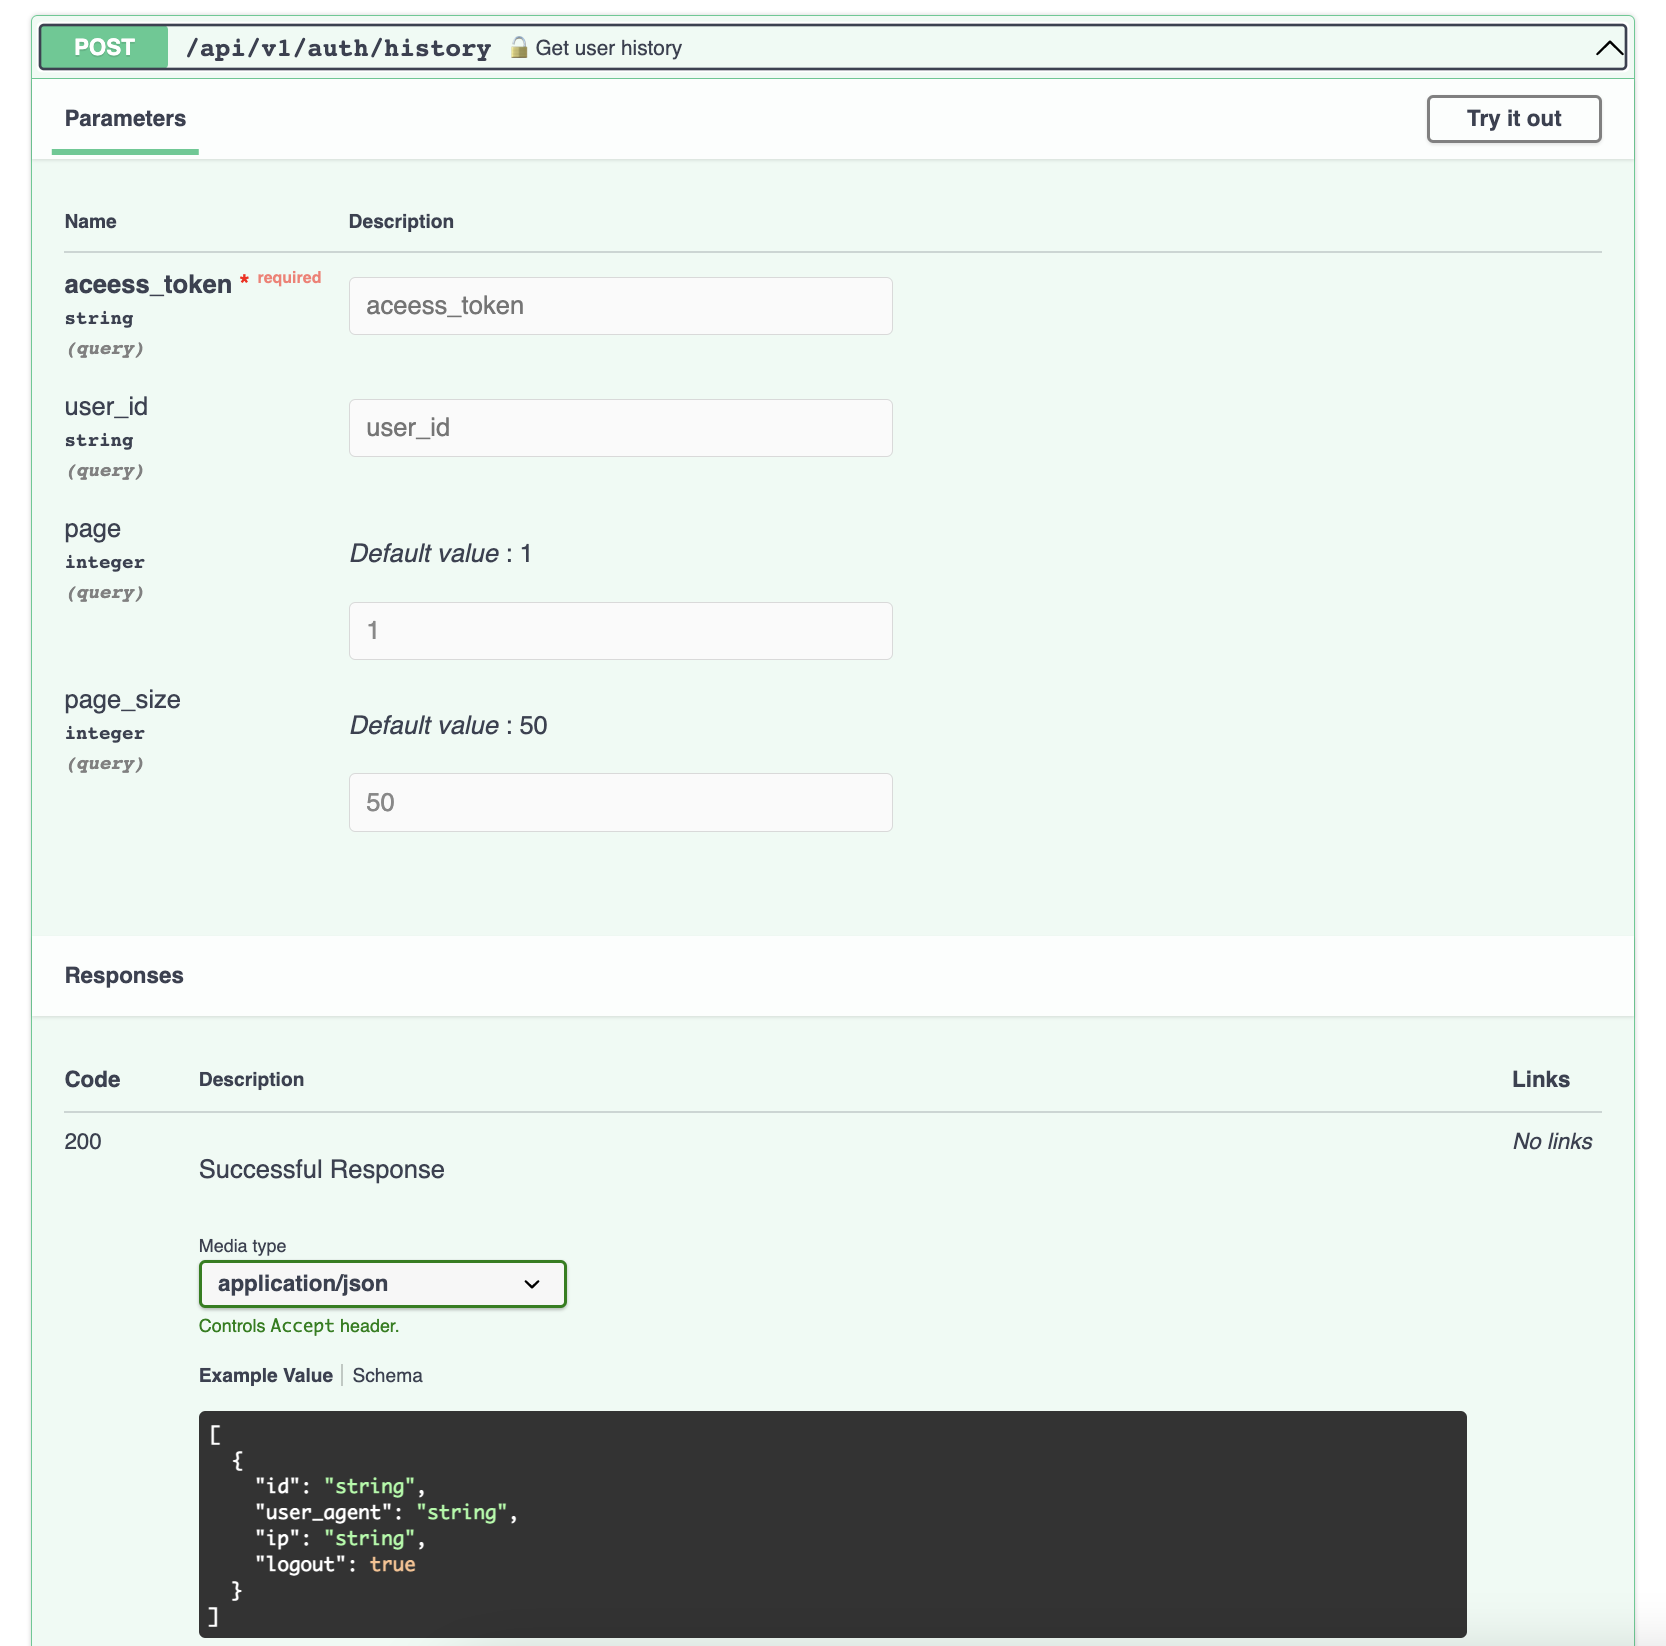 POST /api/v1/auth/history Get user history
Parameters
Try it out
Name Description
aceess_token * required
string
(query)
aceess_token
user_id
string
(query)
user_id
page
integer
(query)
Default value : 1
1
page_size
integer
(query)
Default value : 50
50
Responses
Code Description Links
200
Successful Response
No links
Media type
application/json
Controls Accept header.
Example Value Schema
[
{
"id": "string",
"user_agent": "string",
"ip": "string",
"logout": true
}
]